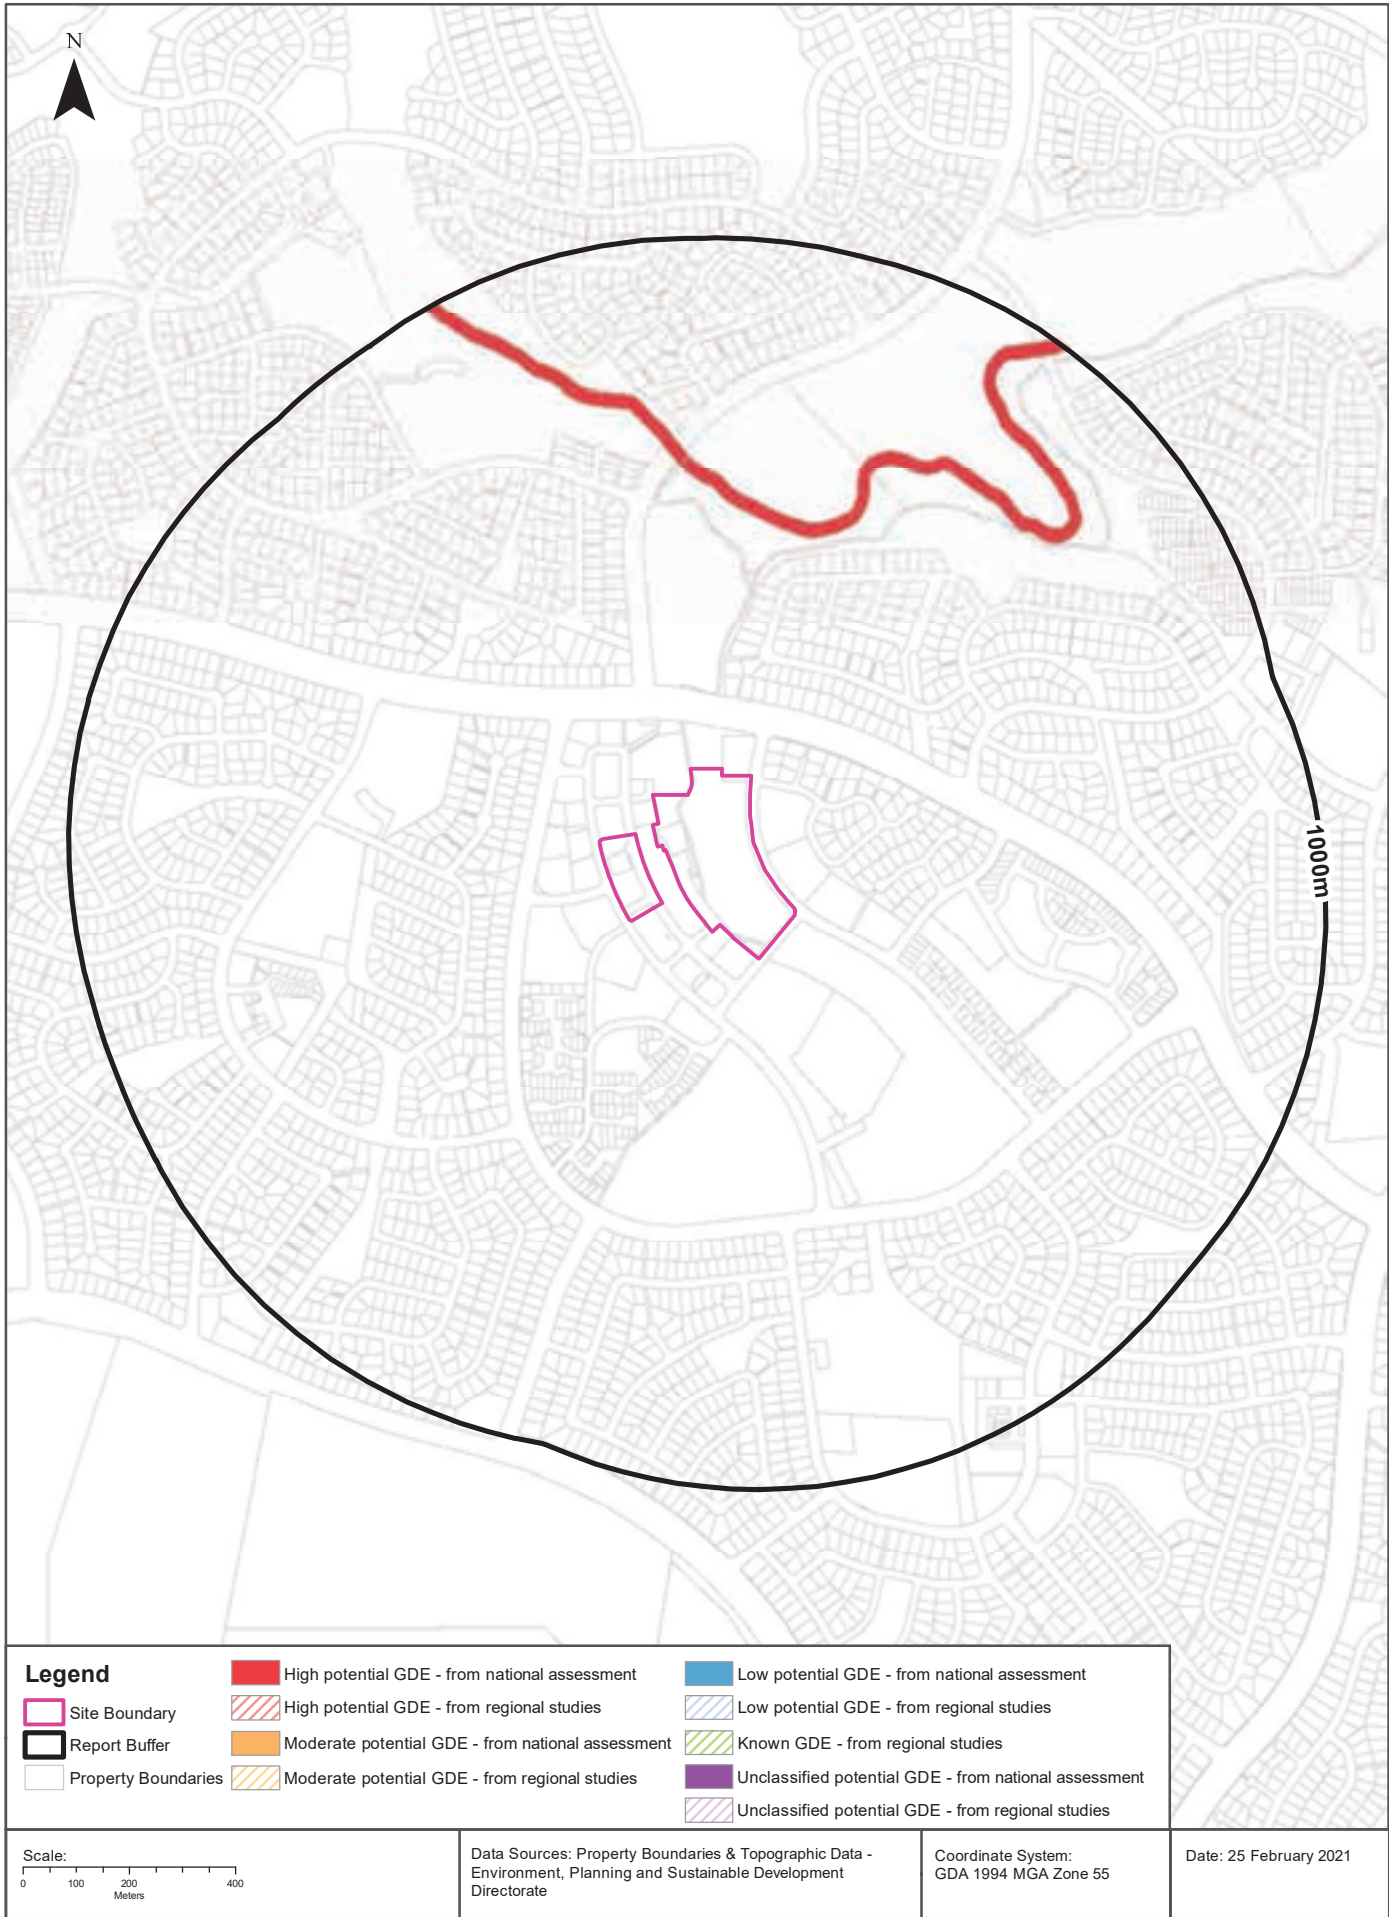 N
1000m
Legend
Site Boundary
Report Buffer
Property Boundaries
High potential GDE - from national assessment
High potential GDE - from regional studies
Moderate potential GDE - from national assessment
Moderate potential GDE - from regional studies
Low potential GDE - from national assessment
Low potential GDE - from regional studies
Known GDE - from regional studies
Unclassified potential GDE - from national assessment
Unclassified potential GDE - from regional studies
Scale:
0 100 200 400
Meters
Data Sources: Property Boundaries & Topographic Data -
Environment, Planning and Sustainable Development
Directorate
Coordinate System:
GDA 1994 MGA Zone 55
Date: 25 February 2021